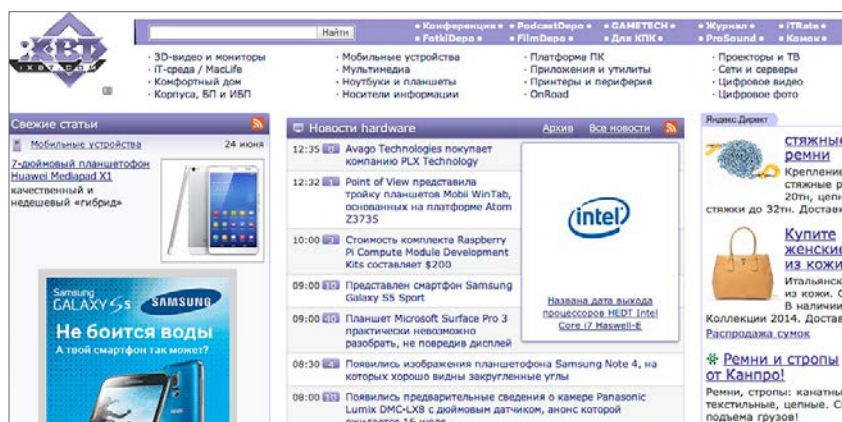 iXBT
IXBT.COM
Найти
• Конференция • • PodcastDepo • • GAMETECH • • Журнал • • iTRate •
• FotkiDepo • • FilmDepo • • Для КПК • • ProSound • • Комок •
· 3D-видео и мониторы
· iT-среда / MacLife
· Комфортный дом
· Корпуса, БП и ИБП
· Мобильные устройства
· Мультимедиа
· Ноутбуки и планшеты
· Носители информации
· Платформа ПК
· Приложения и утилиты
· Принтеры и периферия
· OnRoad
· Проекторы и ТВ
· Сети и серверы
· Цифровое видео
· Цифровое фото
Свежие статьи
Мобильные устройства 24 июня
7-дюймовый планшетофон
Huawei Mediapad X1
качественный и
недешевый «гибрид»
Samsung
GALAXY S5
SAMSUNG
Не боится воды
А твой смартфон так может?
Новости hardware Архив Все новости
12:35 Avago Technologies покупает
компанию PLX Technology
12:32 Point of View представила
тройку планшетов Mobii WinTab,
основанных на платформе Atom
Z3735
10:00 Стоимость комплекта Raspberry
Pi Compute Module Development
Kits составляет $200
09:00 Представлен смартфон Samsung
Galaxy S5 Sport
09:00 Планшет Microsoft Surface Pro 3
практически невозможно
разобрать, не повредив дисплей
08:30 Появились изображения планшетофона Samsung Note 4, на
которых хорошо видны закругленные углы
08:00 Появились предварительные сведения о камере Panasonic
Lumix DMC-LX8 с дюймовым датчиком, анонс которой
ожидается 16 июля
intel
Названа дата выхода
процессоров HEDT Intel
Core i7 Haswell-E
Яндекс.Директ
стяжные
ремни
Крепление
стяжные р
20тн, цепн
стяжки до 32тн. Достав
Купите
женские
из кожи
Итальянск
из кожи. С
В наличии
Коллекции 2014. Достав
Распродажа сумок
Ремни и стропы
от Канпро!
Ремни, стропы: канатны
текстильные, цепные. С
подъема грузов!